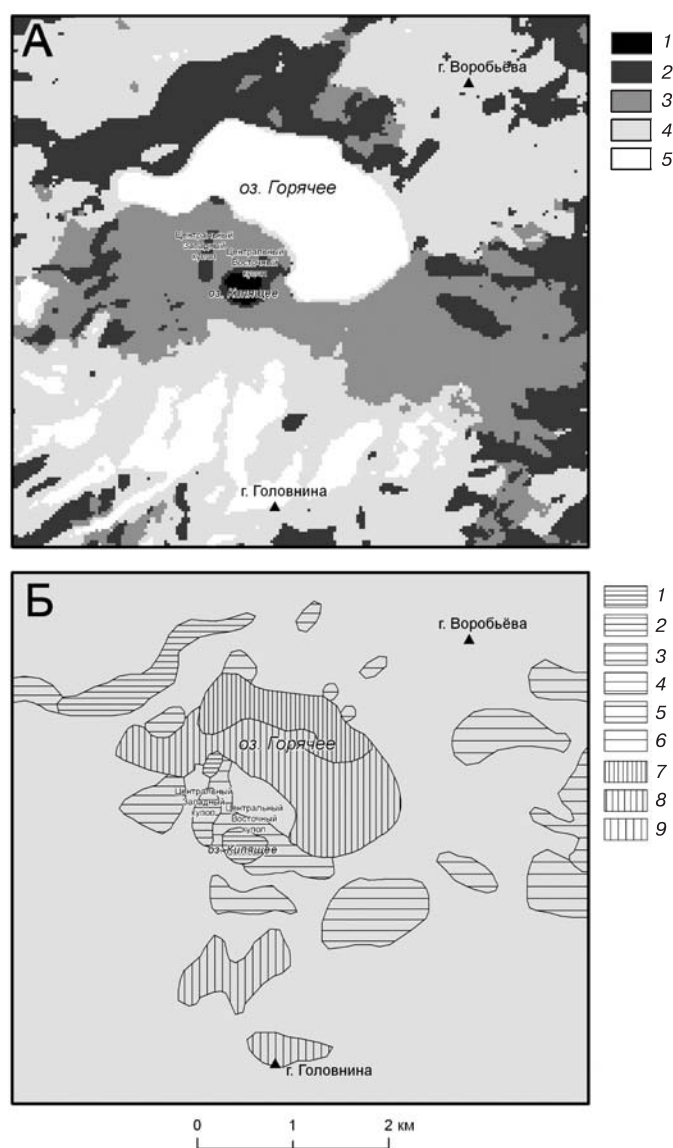 А
г. Воробьёва
оз. Горячее
Центральный
Западный
купол
Центральный
Восточный
купол
оз. Кипящее
г. Головнина
1
2
3
4
5
Б
г. Воробьёва
оз. Горячее
Центральный
Западный
купол
Центральный
Восточный
купол
оз. Кипящее
г. Головнина
1
2
3
4
5
6
7
8
9
0 1 2 км